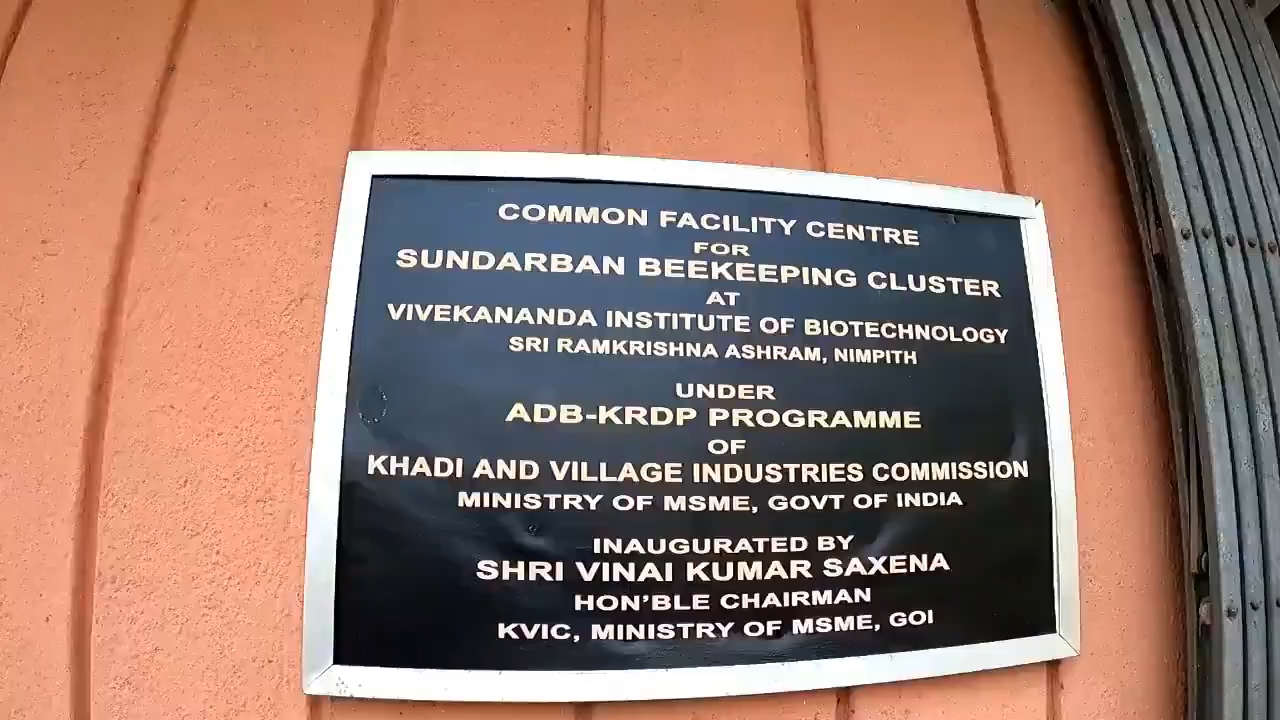 COMMON FACILITY CENTRE
FOR
SUNDARBAN BEEKEEPING CLUSTER
AT
VIVEKANANDA INSTITUTE OF BIOTECHNOLOGY
SRI RAMKRISHNA ASHRAM, NIMPITH
UNDER
ADB-KRDP PROGRAMME
OF
KHADI AND VILLAGE INDUSTRIES COMMISSION
MINISTRY OF MSME, GOVT OF INDIA
INAUGURATED BY
SHRI VINAI KUMAR SAXENA
HON'BLE CHAIRMAN
KVIC, MINISTRY OF MSME, GOI